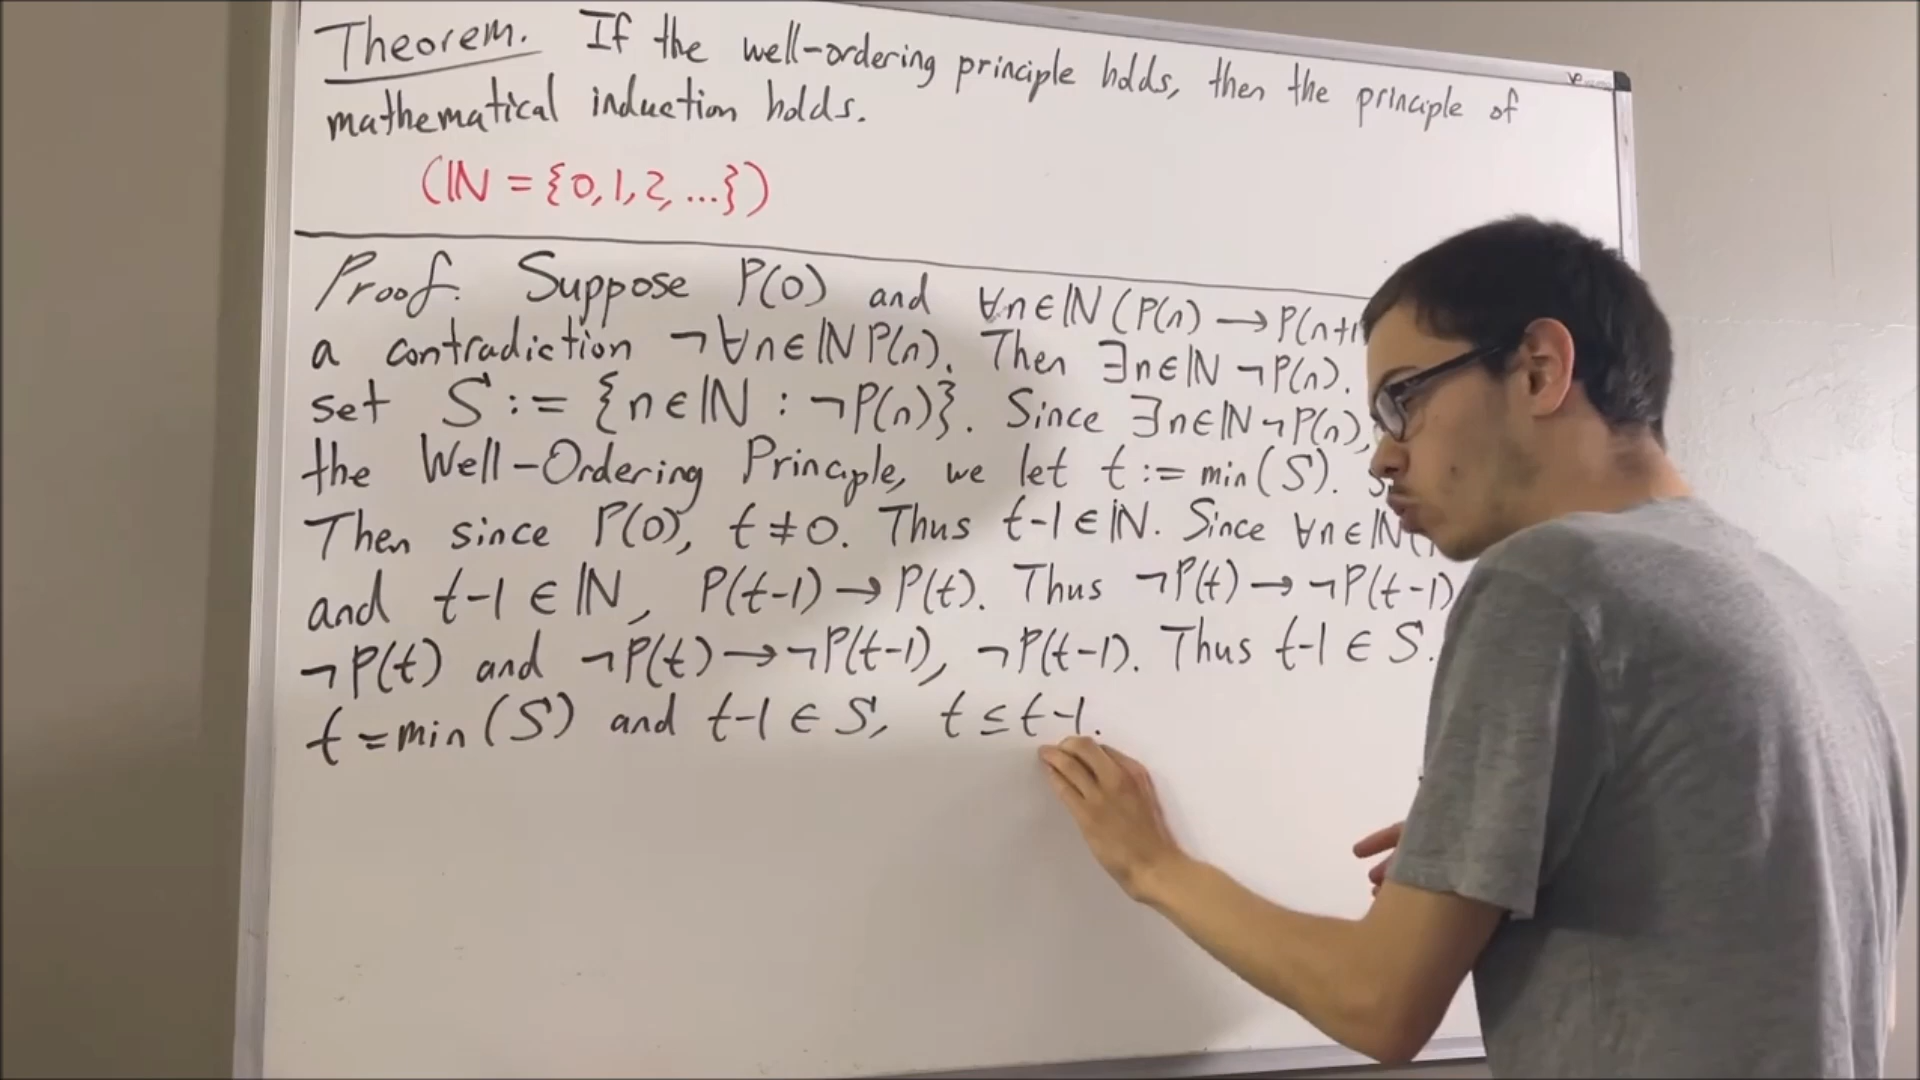 Theorem. If the well-ordering principle holds, then the principle of
mathematical induction holds.
(ℕ = {0,1,2,...})
Proof. Suppose P(0) and ∀n∈ℕ(P(n) → P(n+1
a contradiction ¬∀n∈ℕ P(n). Then ∃n∈ℕ ¬P(n).
set S := {n∈ℕ : ¬P(n)}. Since ∃n∈ℕ¬P(n),
the Well-Ordering Principle, we let t := min(S).
Then since P(0), t ≠ 0. Thus t-1 ∈ ℕ. Since ∀n∈ℕ(
and t-1 ∈ ℕ, P(t-1) → P(t). Thus ¬P(t) → ¬P(t-1)
¬P(t) and ¬P(t) → ¬P(t-1), ¬P(t-1). Thus t-1 ∈ S.
t = min(S) and t-1 ∈ S, t ≤ t-1.